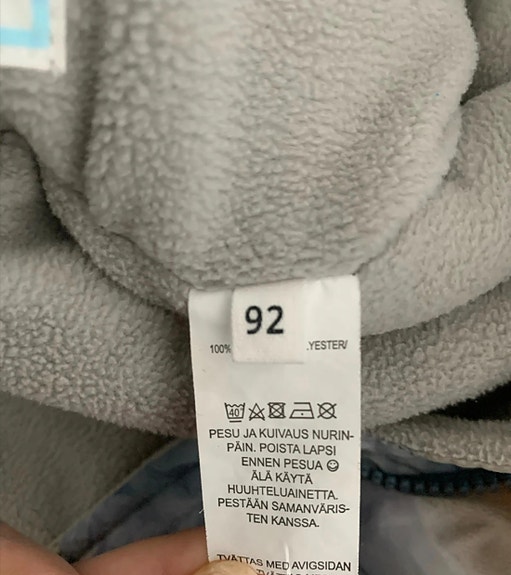 92
100% YESTER/
40
PESU JA KUIVAUS NURIN-
PÄIN. POISTA LAPSI
ENNEN PESUA ☺
ÄLÄ KÄYTÄ
HUUHTELUAINETTA.
PESTÄÄN SAMANVÄRIS-
TEN KANSSA.
TVÄTTAS MED AVIGSIDAN